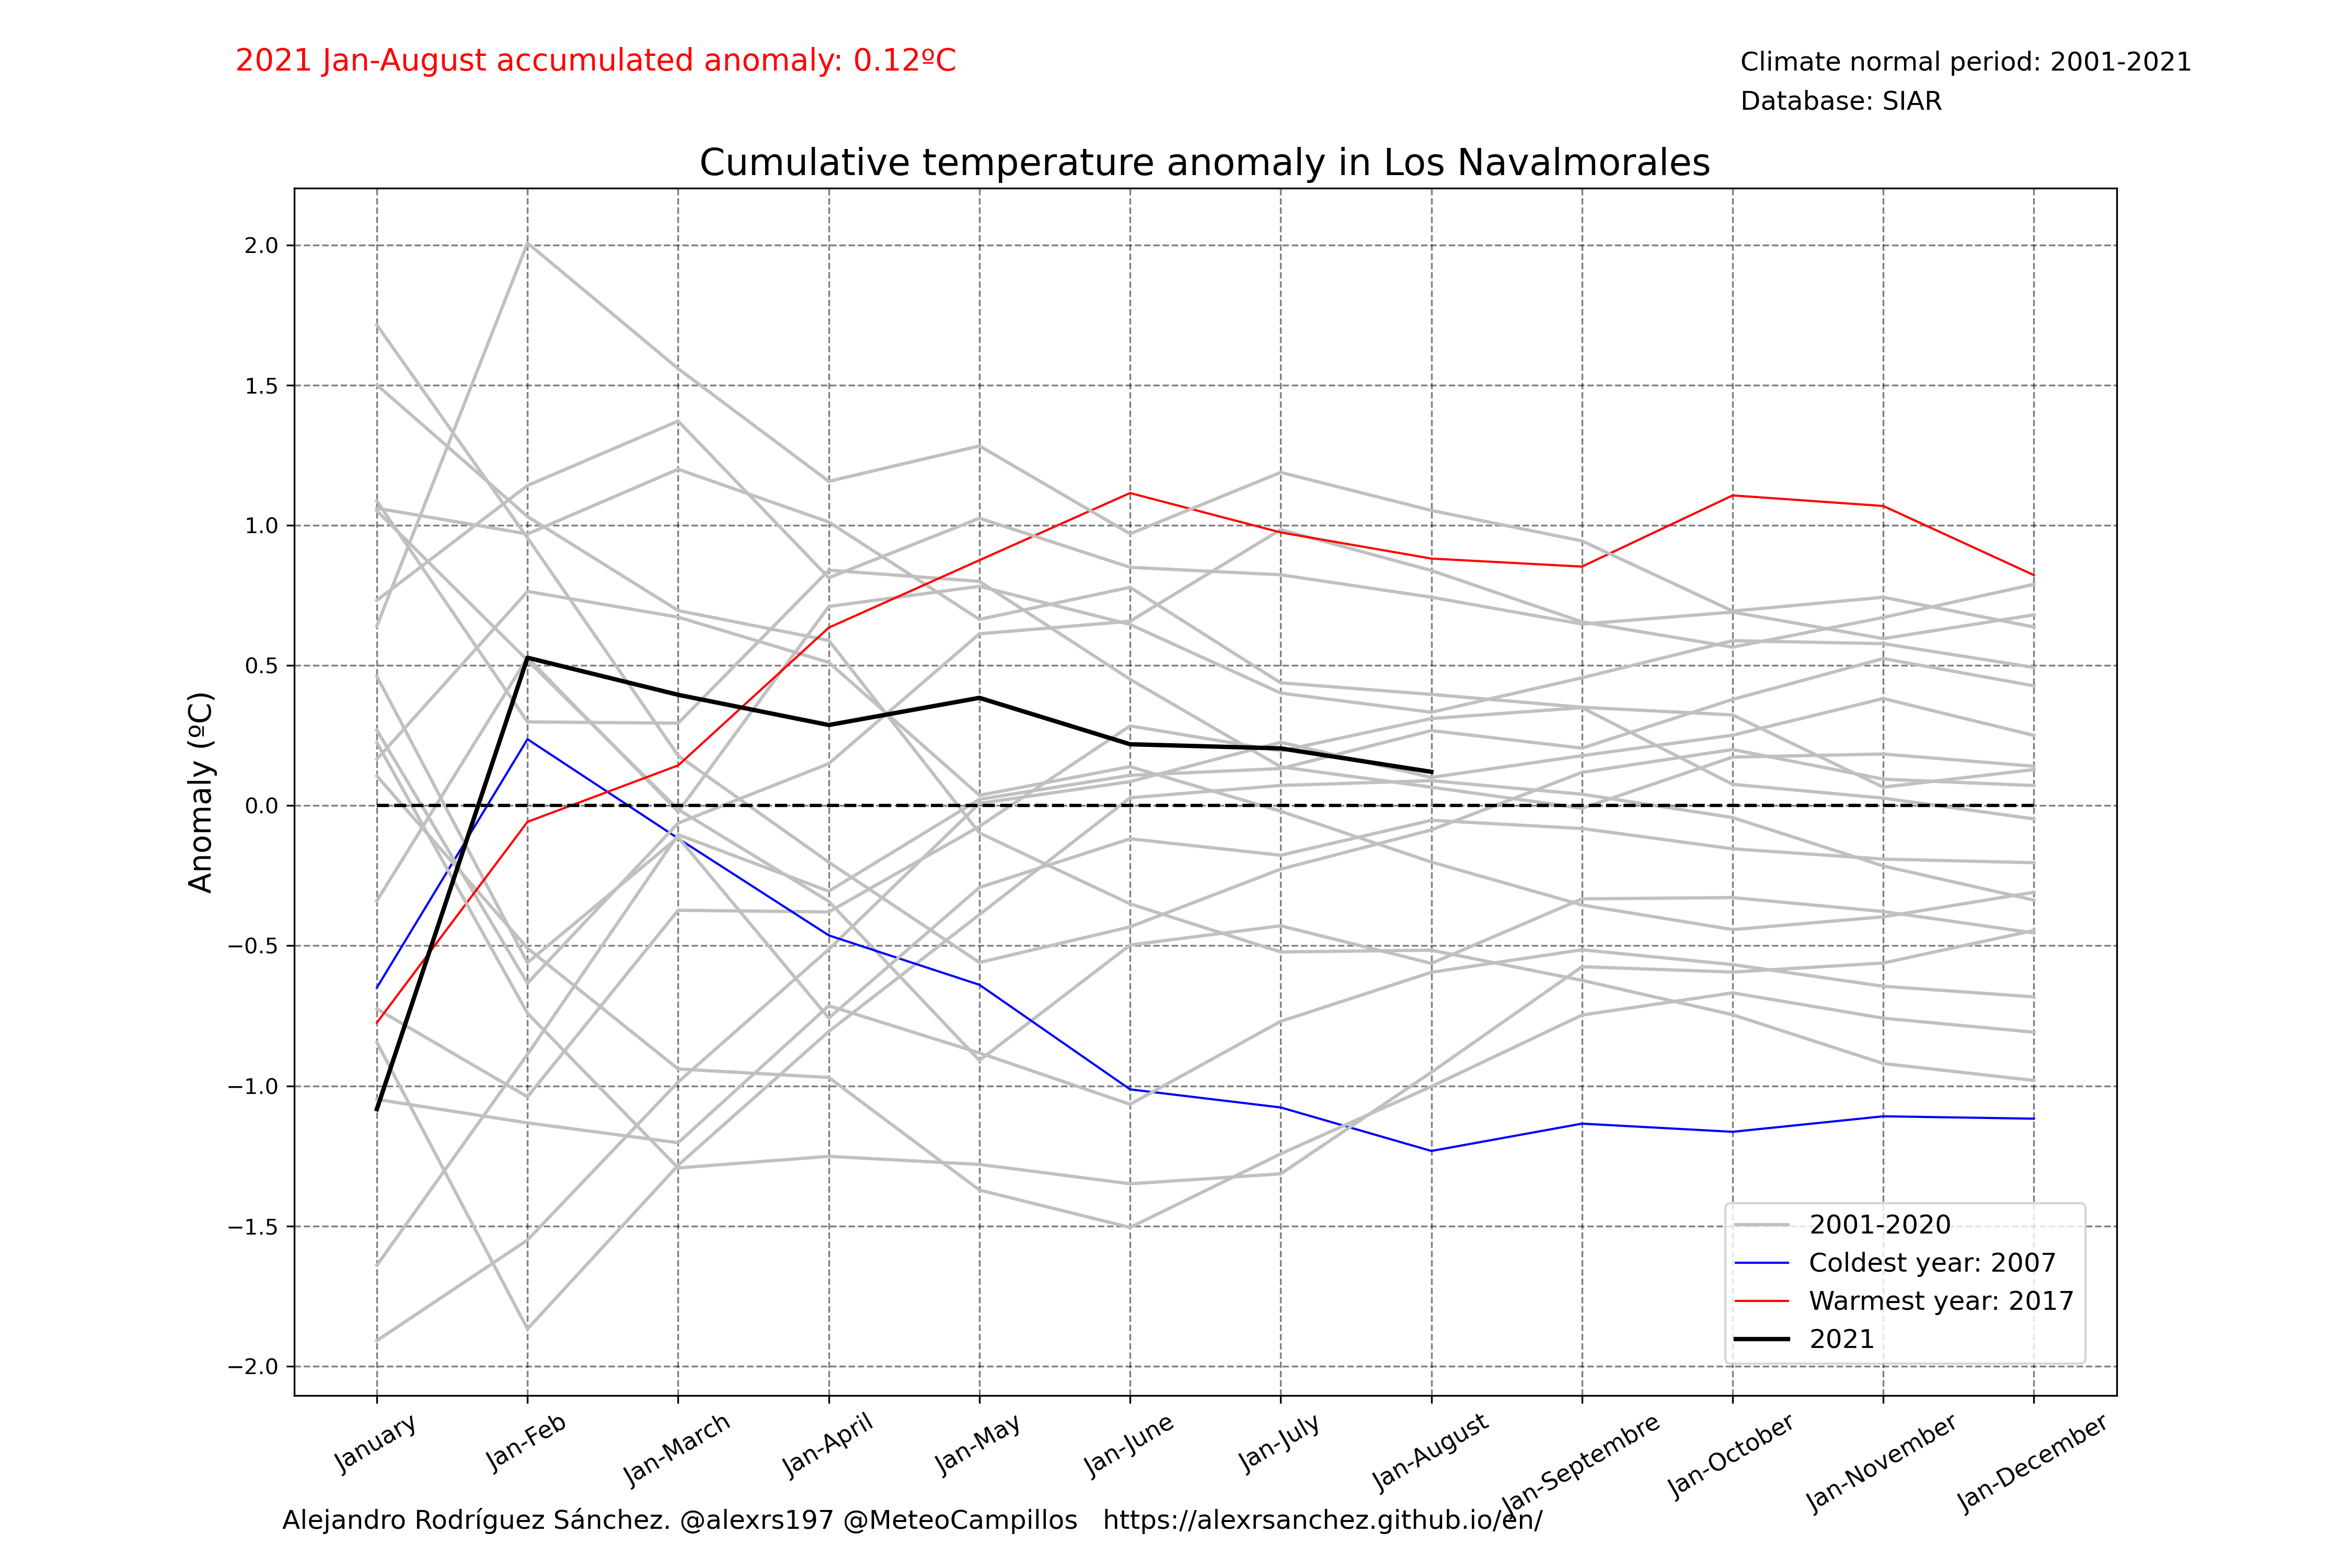 2021 Jan-August accumulated anomaly: 0.12ºC
Climate normal period: 2001-2021
Database: SIAR
Cumulative temperature anomaly in Los Navalmorales
Anomaly (ºC)
2.0
1.5
1.0
0.5
0.0
−0.5
−1.0
−1.5
−2.0
2001-2020
Coldest year: 2007
Warmest year: 2017
2021
January
Jan-Feb
Jan-March
Jan-April
Jan-May
Jan-June
Jan-July
Jan-August
Jan-Septembre
Jan-October
Jan-November
Jan-December
Alejandro Rodríguez Sánchez. @alexrs197 @MeteoCampillos https://alexrsanchez.github.io/en/